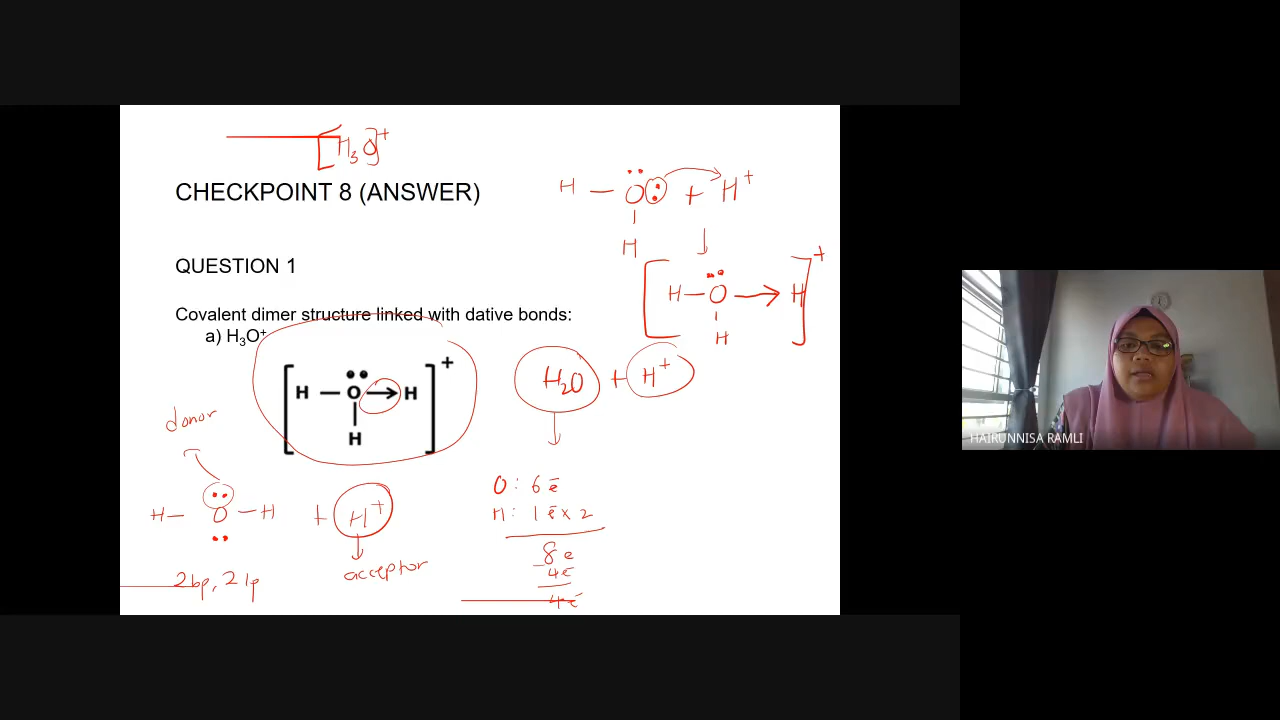 [H₃O]⁺
CHECKPOINT 8 (ANSWER)
H — O + H⁺
H
QUESTION 1
[H — O → H]⁺
H
Covalent dimer structure linked with dative bonds:
a) H₃O⁺
[H — O → H]⁺
H
H₂O + H⁺
donor
H — O — H + H⁺
O : 6e
H : 1e x 2
8e
- 4e
4e
acceptor
2bp, 2lp
HAIRUNNISA RAMLI